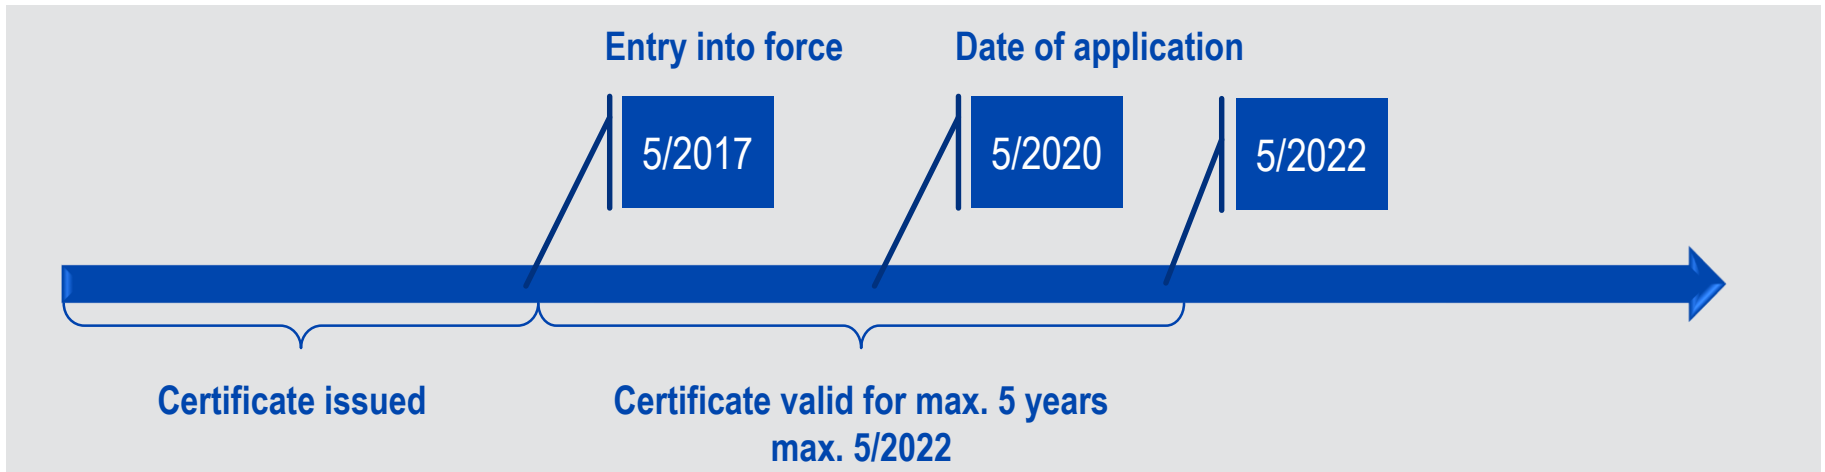 Entry into force
Date of application
5/2017
5/2020
5/2022
Certificate issued
Certificate valid for max. 5 years
max. 5/2022